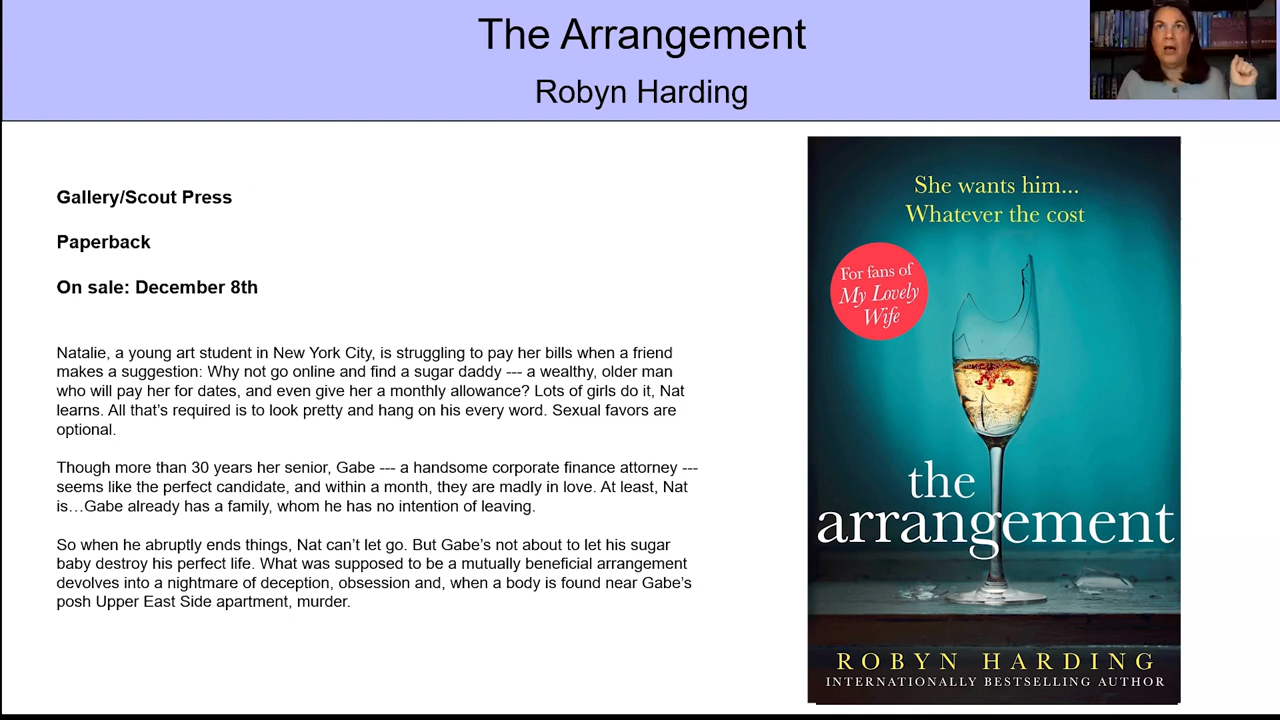 The Arrangement
Robyn Harding
Gallery/Scout Press
Paperback
On sale: December 8th
Natalie, a young art student in New York City, is struggling to pay her bills when a friend
makes a suggestion: Why not go online and find a sugar daddy --- a wealthy, older man
who will pay her for dates, and even give her a monthly allowance? Lots of girls do it, Nat
learns. All that’s required is to look pretty and hang on his every word. Sexual favors are
optional.
Though more than 30 years her senior, Gabe --- a handsome corporate finance attorney ---
seems like the perfect candidate, and within a month, they are madly in love. At least, Nat
is…Gabe already has a family, whom he has no intention of leaving.
So when he abruptly ends things, Nat can’t let go. But Gabe’s not about to let his sugar
baby destroy his perfect life. What was supposed to be a mutually beneficial arrangement
devolves into a nightmare of deception, obsession and, when a body is found near Gabe’s
posh Upper East Side apartment, murder.
She wants him...
Whatever the cost
For fans of
My Lovely
Wife
the
arrangement
ROBYN HARDING
INTERNATIONALLY BESTSELLING AUTHOR